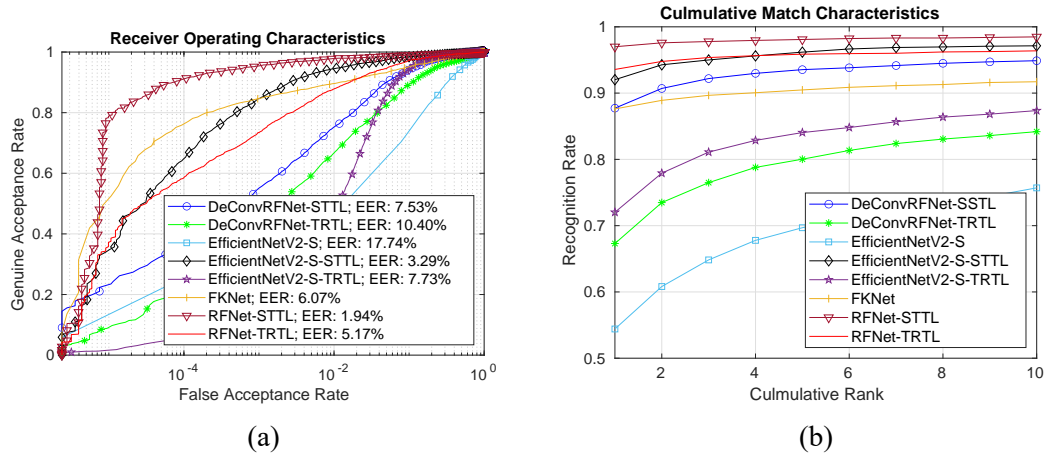 Receiver Operating Characteristics
1
0.8
0.6
0.4
0.2
0
Genuine Acceptance Rate
DeConvRFNet-STTL; EER: 7.53%
DeConvRFNet-TRTL; EER: 10.40%
EfficientNetV2-S; EER: 17.74%
EfficientNetV2-S-STTL; EER: 3.29%
EfficientNetV2-S-TRTL; EER: 7.73%
FKNet; EER: 6.07%
RFNet-STTL; EER: 1.94%
RFNet-TRTL; EER: 5.17%
10-4
10-2
100
False Acceptance Rate
(a)
Culmulative Match Characteristics
1
0.9
0.8
0.7
0.6
0.5
Recognition Rate
DeConvRFNet-SSTL
DeConvRFNet-TRTL
EfficientNetV2-S
EfficientNetV2-S-STTL
EfficientNetV2-S-TRTL
FKNet
RFNet-STTL
RFNet-TRTL
2 4 6 8 10
Culmulative Rank
(b)